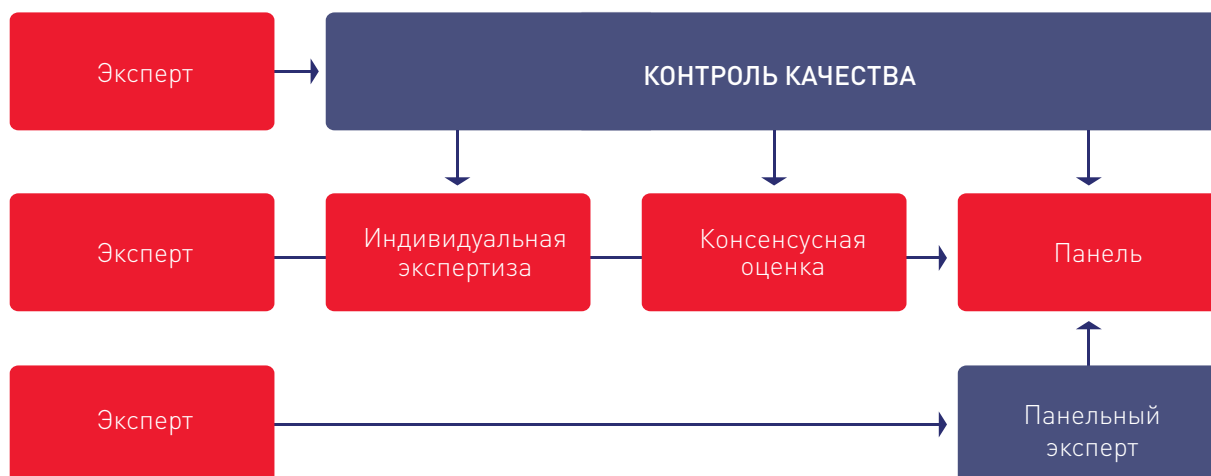 Эксперт
КОНТРОЛЬ КАЧЕСТВА
Эксперт
Индивидуальная
экспертиза
Консенсусная
оценка
Панель
Эксперт
Панельный
эксперт